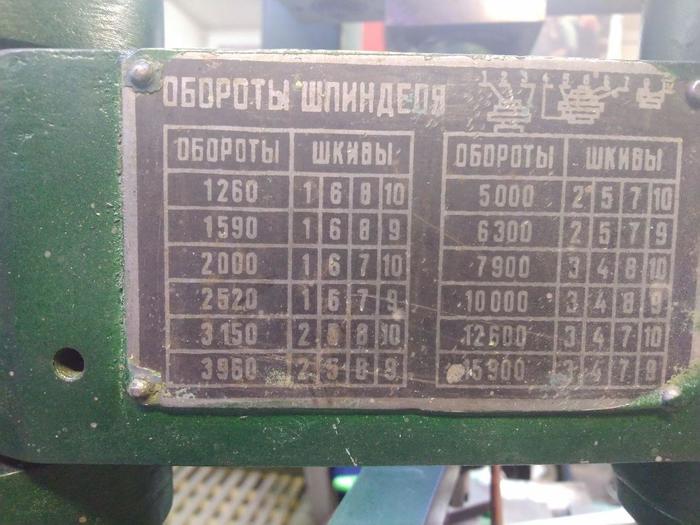 ОБОРОТЫ ШПИНДЕЛЯ
ОБОРОТЫ ШКИВЫ
1260 1 6 8 10
1590 1 6 8 9
2000 1 6 7 10
2520 1 6 7 9
3150 2 5 8 10
3960 2 5 8 9
ОБОРОТЫ ШКИВЫ
5000 2 5 7 10
6300 2 5 7 9
7900 3 4 8 10
10000 3 4 8 9
12600 3 4 7 10
15900 3 4 7 9